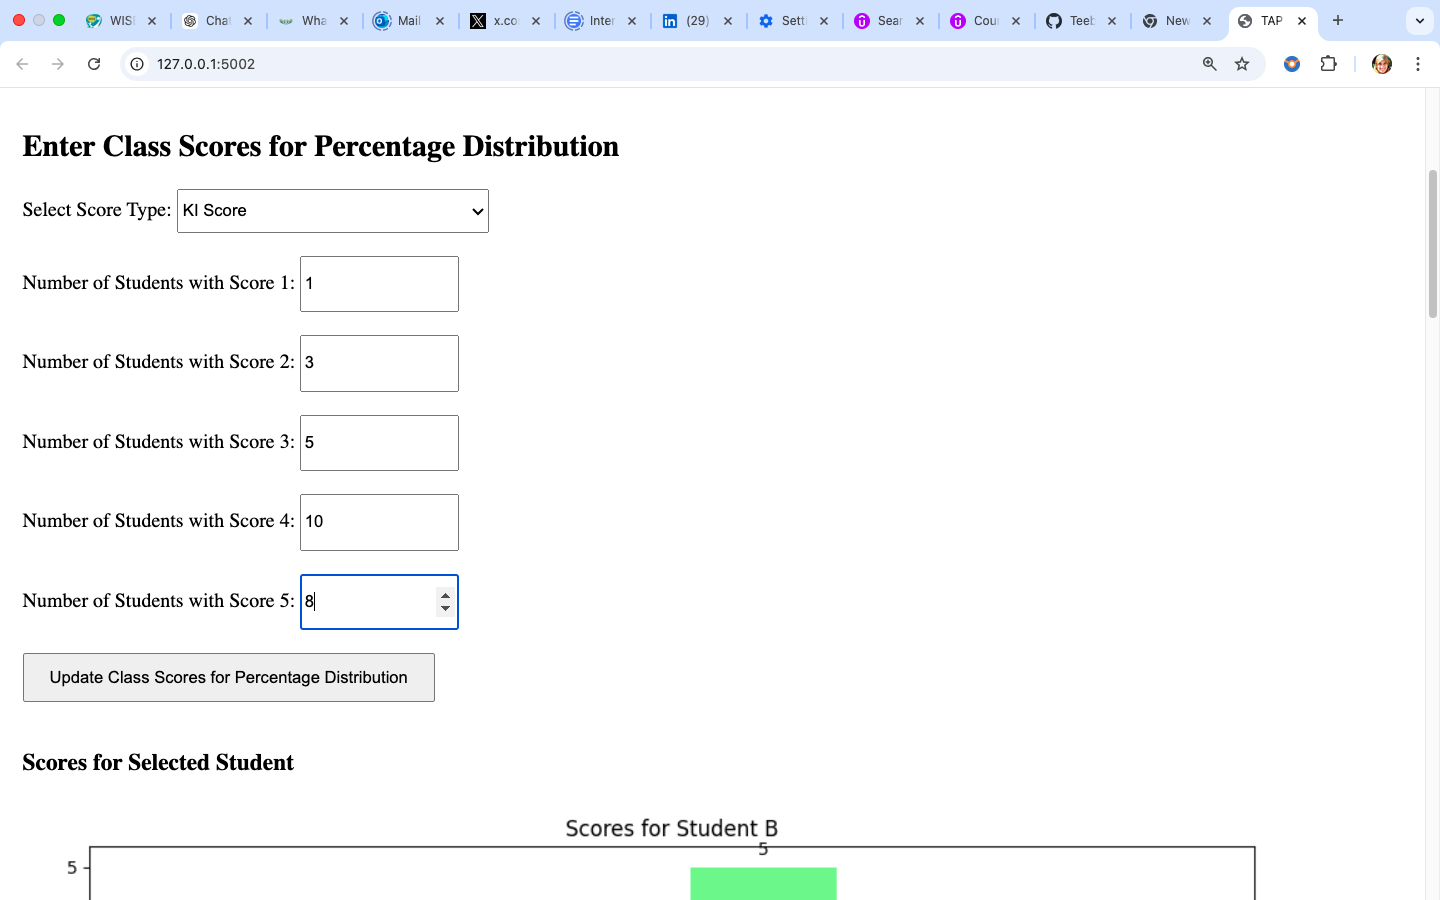 WIS
Chat
Wha
Mail
x.co
Inter
(29)
Sett
Sear
Cou
Teeb
New
TAP
127.0.0.1:5002
Enter Class Scores for Percentage Distribution
Select Score Type: KI Score
Number of Students with Score 1: 1
Number of Students with Score 2: 3
Number of Students with Score 3: 5
Number of Students with Score 4: 10
Number of Students with Score 5: 8
Update Class Scores for Percentage Distribution
Scores for Selected Student
Scores for Student B
5
5